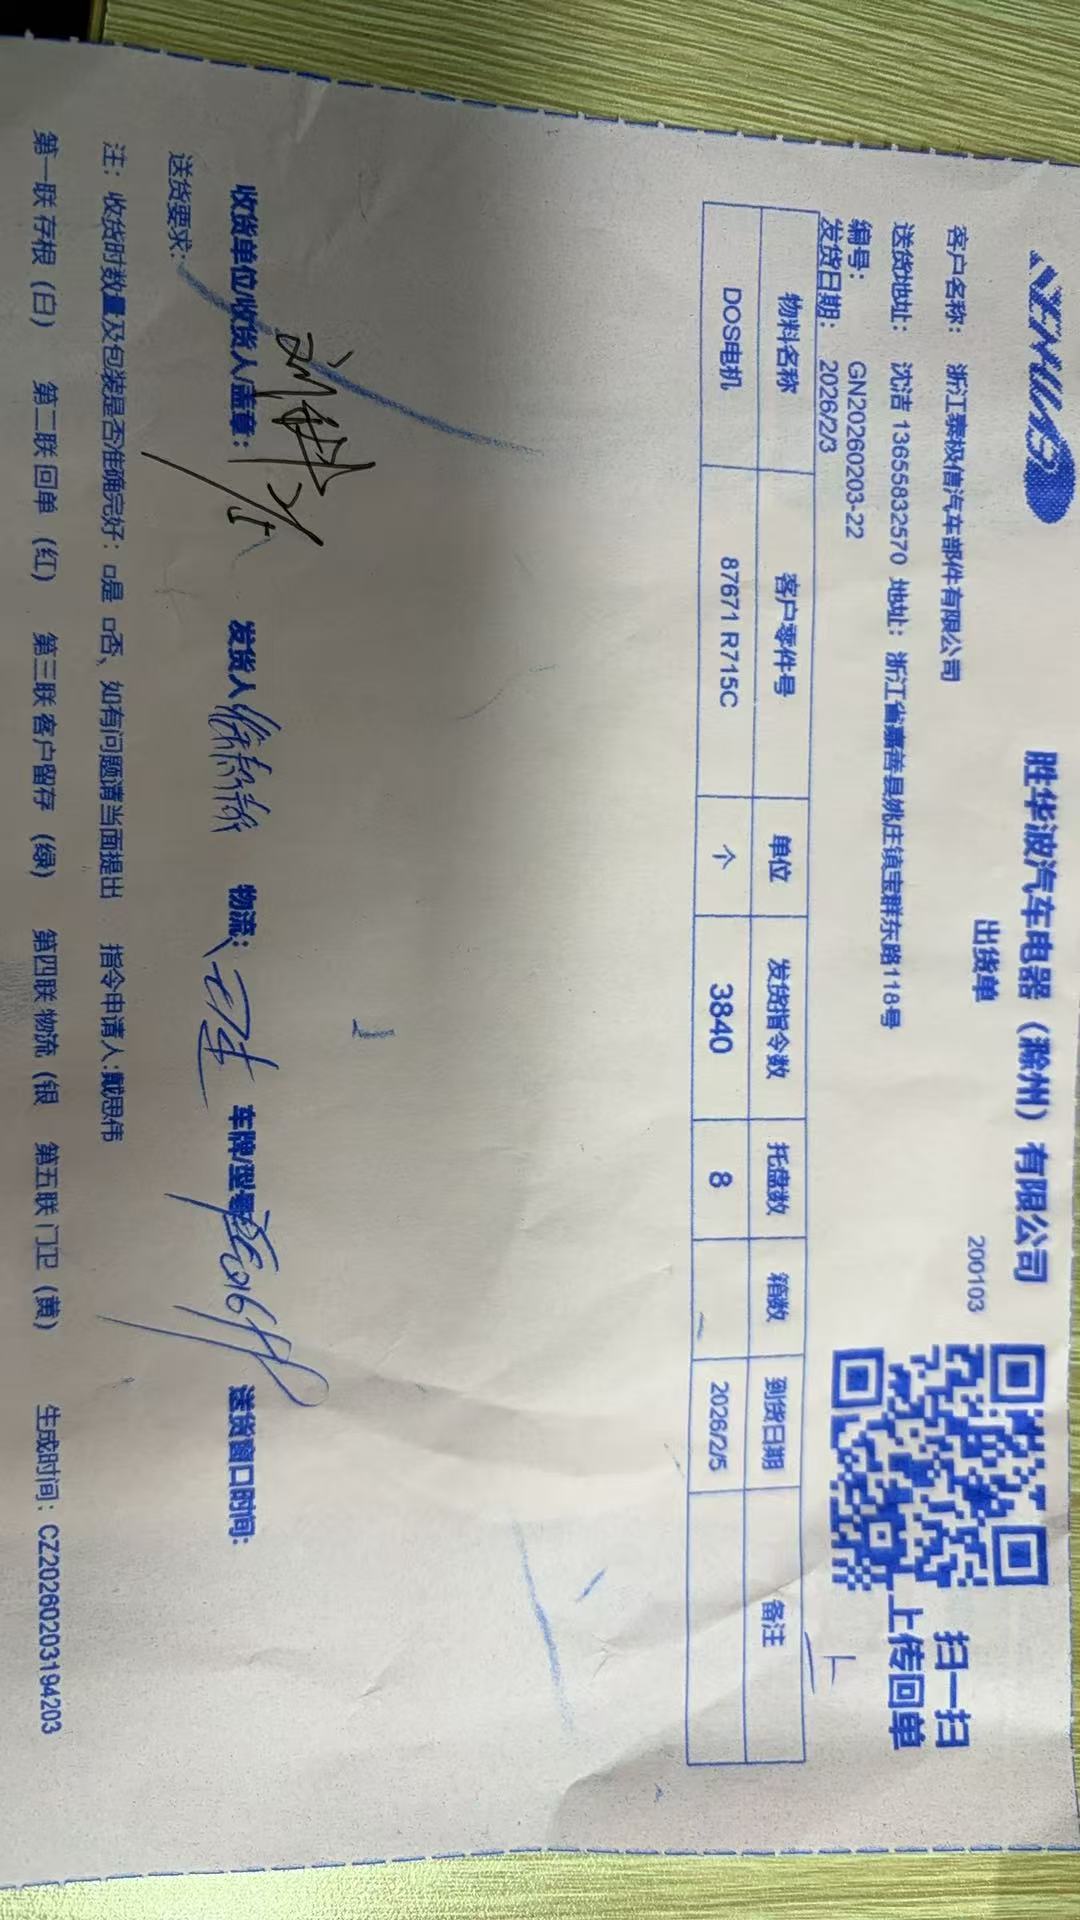 SHENGHUABO
胜华波汽车电器（滁州）有限公司
出货单
200103
扫一扫
上传回单
客户名称： 浙江泰极信汽车部件有限公司
送货地址： 沈洁 13655832570 地址：浙江省嘉善县姚庄镇宝群东路118号
编号： GN20260203-22
发货日期： 2026/2/3
物料名称 客户零件号 单位 发货指令数 托盘数 箱数 到货日期 备注
DOS电机 87671 R715C 个 3840 8 2026/2/5
收货单位/收货人/盖章： 发货人 物流： 车牌/型号 送货窗口时间：
送货要求：
注：收货时数量及包装是否准确完好：□是 □否、如有问题请当面提出 指令申请人:戴思伟
第一联 存根（白） 第二联 回单（红） 第三联 客户留存（绿） 第四联 物流（银 第五联 门卫（黄） 生成时间：CZ20260203194203